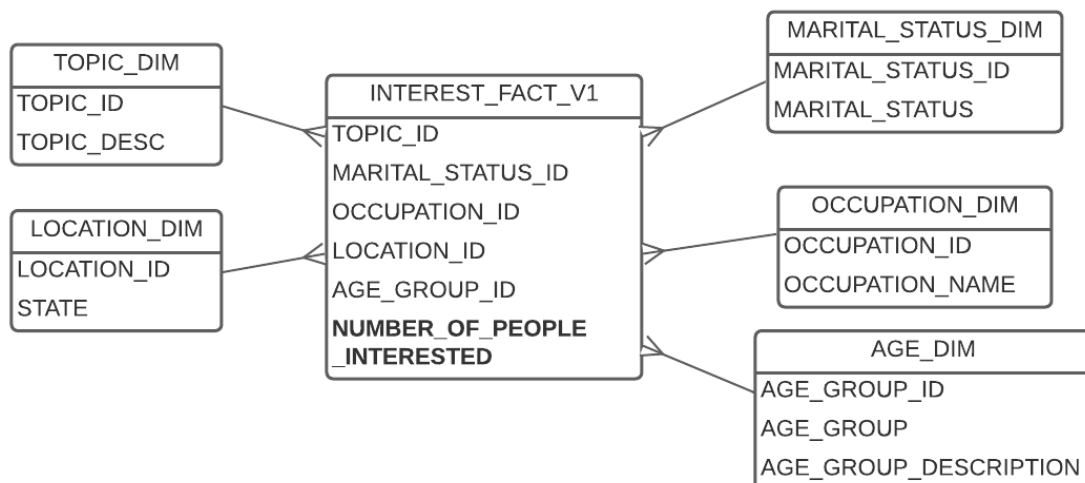 TOPIC_DIM
TOPIC_ID
TOPIC_DESC
LOCATION_DIM
LOCATION_ID
STATE
INTEREST_FACT_V1
TOPIC_ID
MARITAL_STATUS_ID
OCCUPATION_ID
LOCATION_ID
AGE_GROUP_ID
NUMBER_OF_PEOPLE
_INTERESTED
MARITAL_STATUS_DIM
MARITAL_STATUS_ID
MARITAL_STATUS
OCCUPATION_DIM
OCCUPATION_ID
OCCUPATION_NAME
AGE_DIM
AGE_GROUP_ID
AGE_GROUP
AGE_GROUP_DESCRIPTION